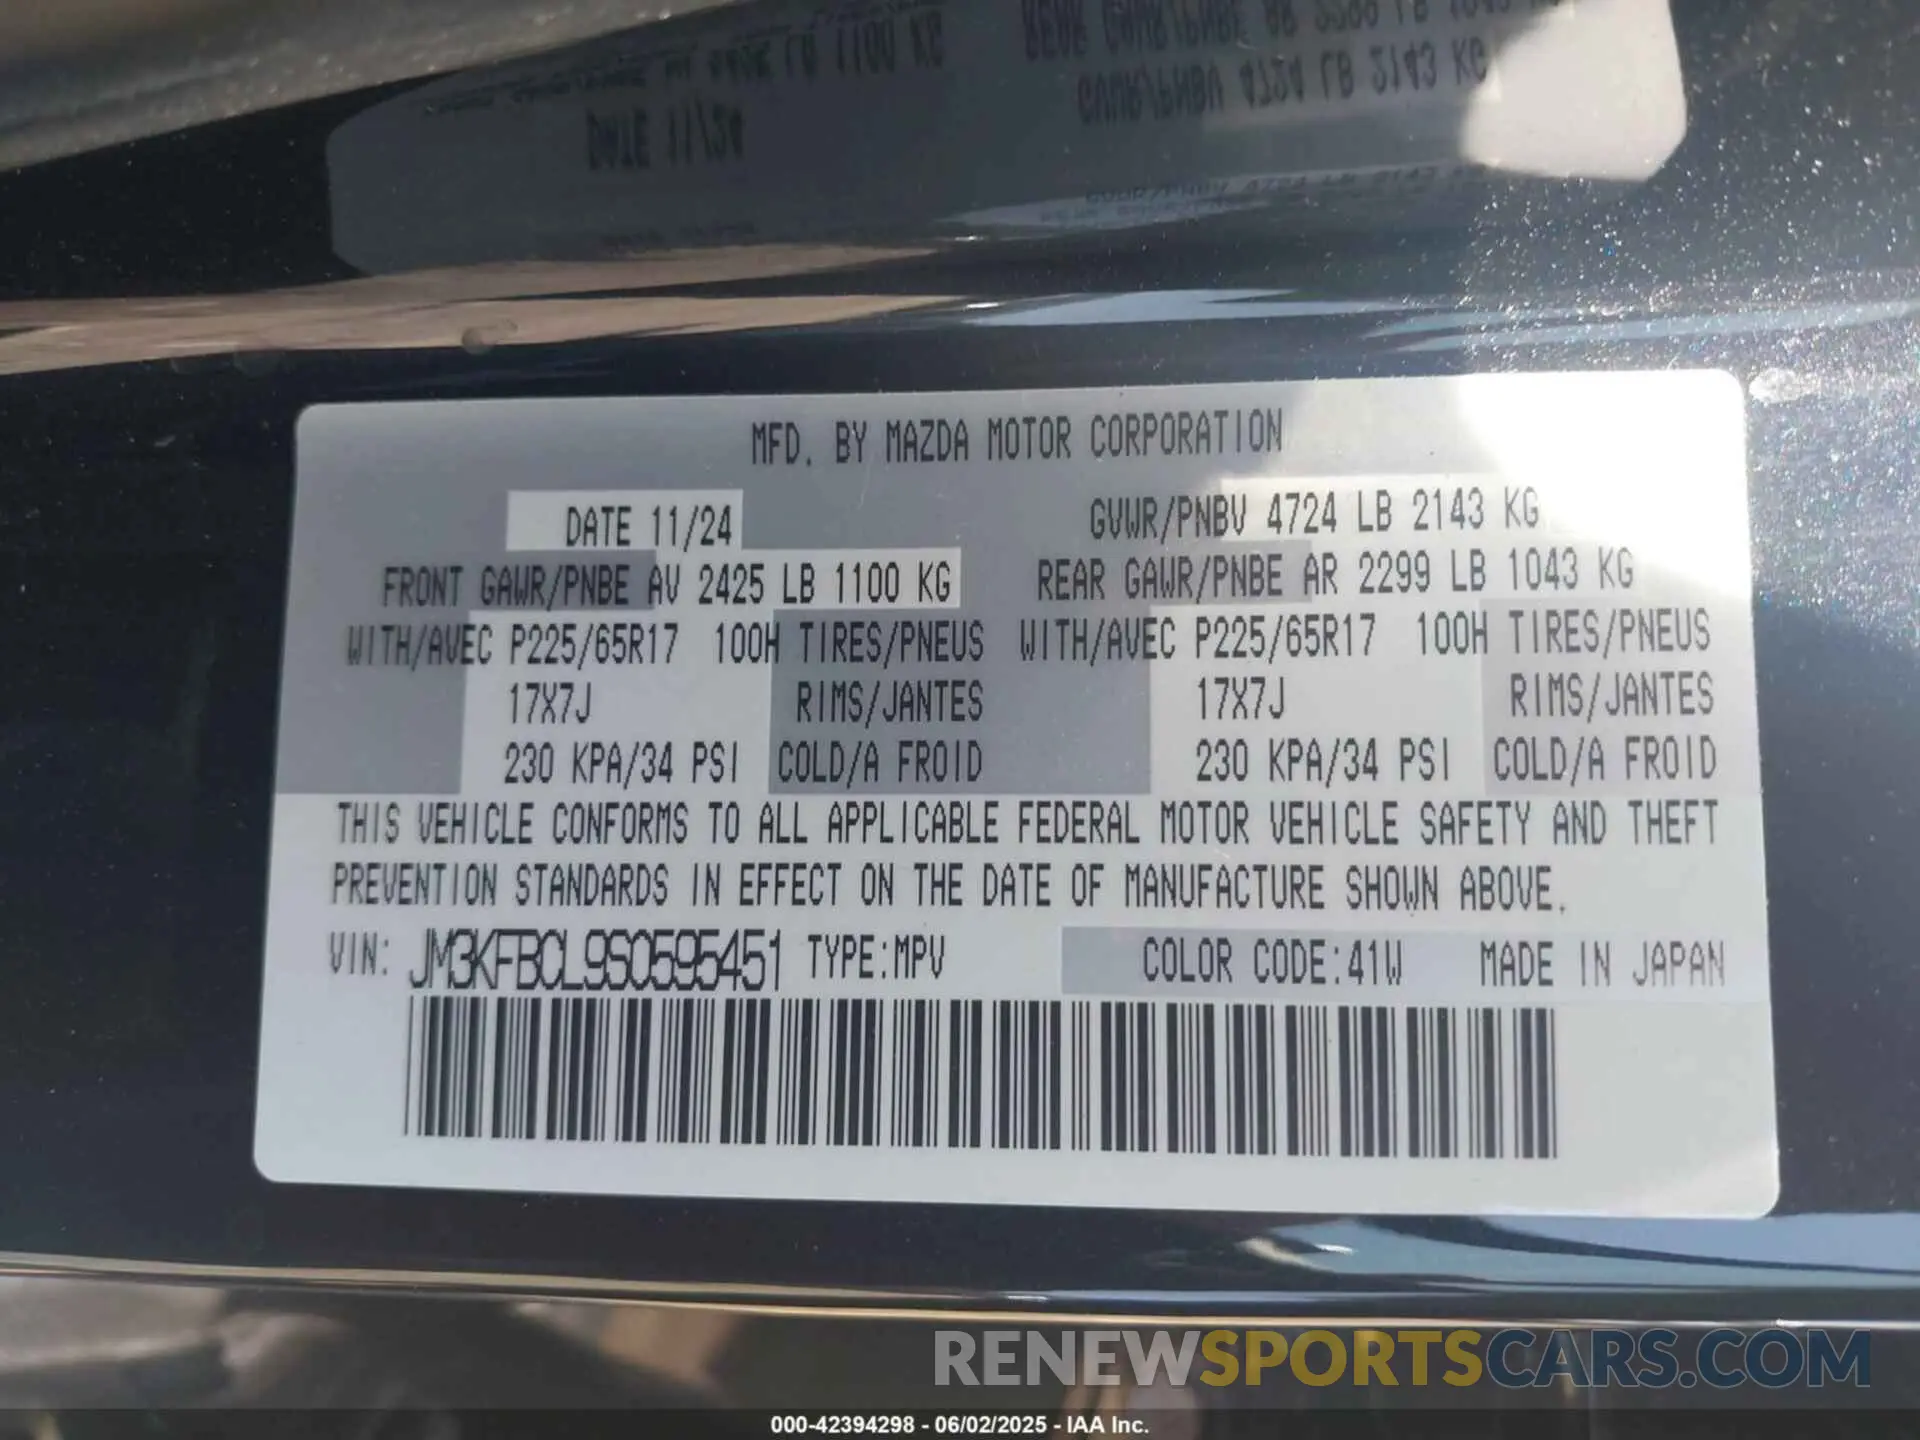 MFD. BY MAZDA MOTOR CORPORATION
DATE 11/24 GVWR/PNBV 4724 LB 2143 KG
FRONT GAWR/PNBE AV 2425 LB 1100 KG REAR GAWR/PNBE AR 2299 LB 1043 KG
WITH/AVEC P225/65R17 100H TIRES/PNEUS WITH/AVEC P225/65R17 100H TIRES/PNEUS
17X7J RIMS/JANTES 17X7J RIMS/JANTES
230 KPA/34 PSI COLD/A FROID 230 KPA/34 PSI COLD/A FROID
THIS VEHICLE CONFORMS TO ALL APPLICABLE FEDERAL MOTOR VEHICLE SAFETY AND THEFT
PREVENTION STANDARDS IN EFFECT ON THE DATE OF MANUFACTURE SHOWN ABOVE.
VIN: JM3KFBCL9S0595451 TYPE:MPV COLOR CODE:41W MADE IN JAPAN
RENEWSPORTSCARS.COM
000-42394298 - 06/02/2025 - IAA Inc.